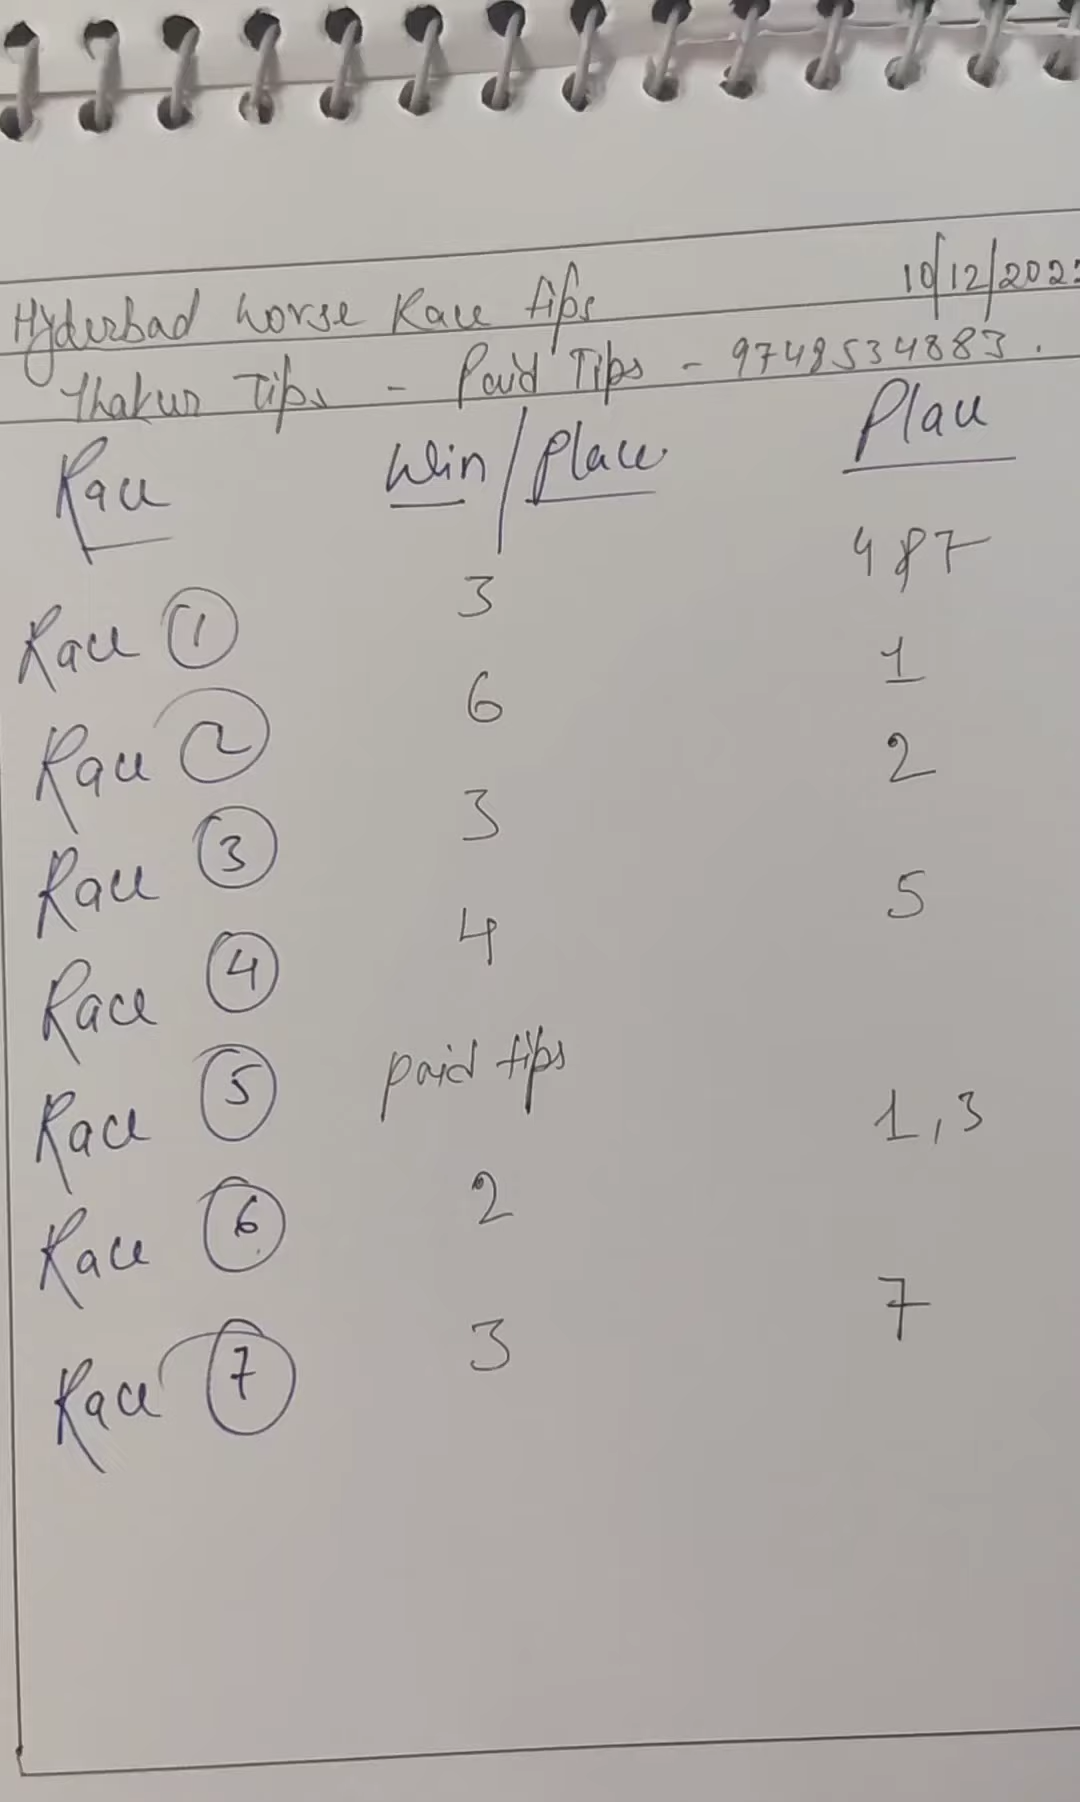 Hyderbad horse Race tips 10/12/202
Thakur Tips - Paid Tips - 9748534883.
Race Win/Place Place
Race 1 3 4 & 7
Race 2 6 1
Race 3 3 2
Race 4 4 5
Race 5 paid tips
Race 6 2 1,3
Race 7 3 7